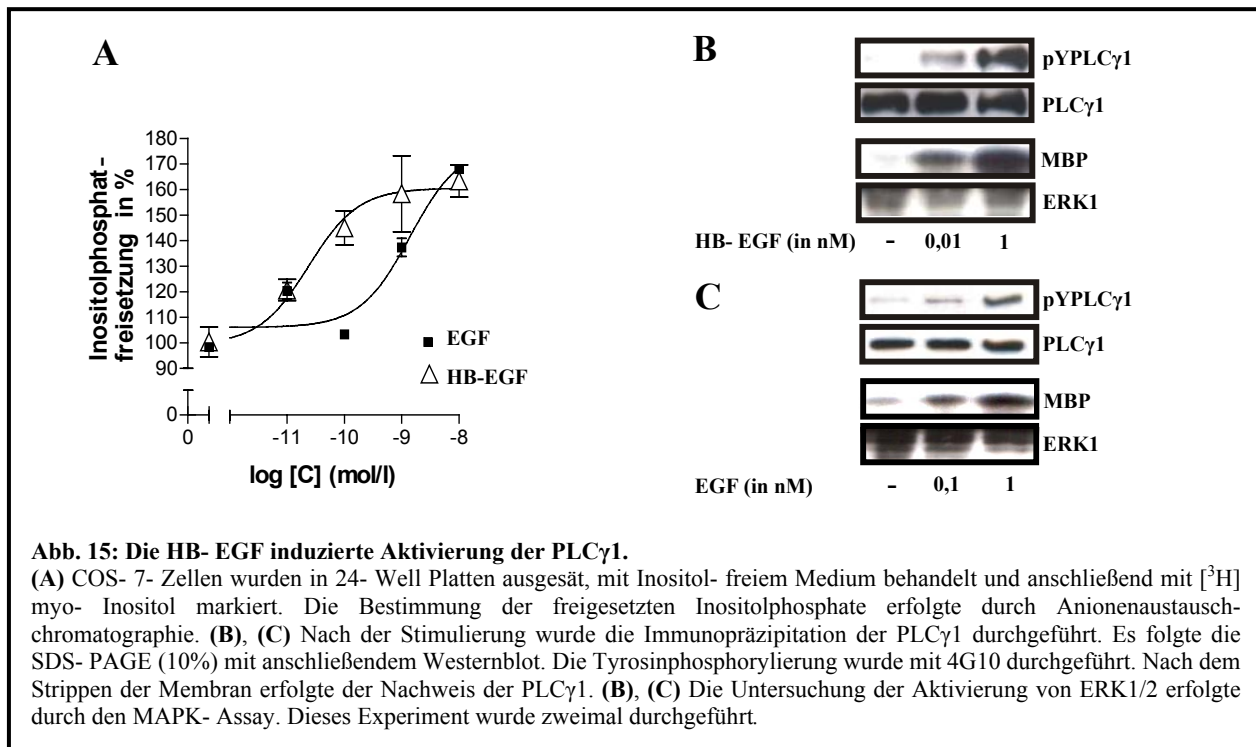 A
Inositolphosphat-
freisetzung in %
180
170
160
150
140
130
120
110
100
90
0
0
-11
-10
-9
-8
log [C] (mol/l)
EGF
HB-EGF
B
pYPLCγ1
PLCγ1
MBP
ERK1
HB- EGF (in nM) - 0,01 1
C
pYPLCγ1
PLCγ1
MBP
ERK1
EGF (in nM) - 0,1 1
Abb. 15: Die HB- EGF induzierte Aktivierung der PLCγ1.
(A) COS- 7- Zellen wurden in 24- Well Platten ausgesät, mit Inositol- freiem Medium behandelt und anschließend mit [³H]
myo- Inositol markiert. Die Bestimmung der freigesetzten Inositolphosphate erfolgte durch Anionenaustausch-
chromatographie. (B), (C) Nach der Stimulierung wurde die Immunopräzipitation der PLCγ1 durchgeführt. Es folgte die
SDS- PAGE (10%) mit anschließendem Westernblot. Die Tyrosinphosphorylierung wurde mit 4G10 durchgeführt. Nach dem
Strippen der Membran erfolgte der Nachweis der PLCγ1. (B), (C) Die Untersuchung der Aktivierung von ERK1/2 erfolgte
durch den MAPK- Assay. Dieses Experiment wurde zweimal durchgeführt.